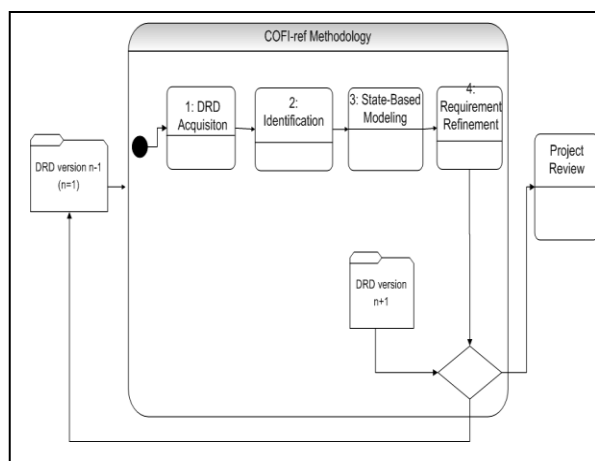 COFI-ref Methodology
1: DRD
Acquisiton
2:
Identification
3: State-Based
Modeling
4:
Requirement
Refinement
DRD version n-1
(n=1)
Project
Review
DRD version
n+1